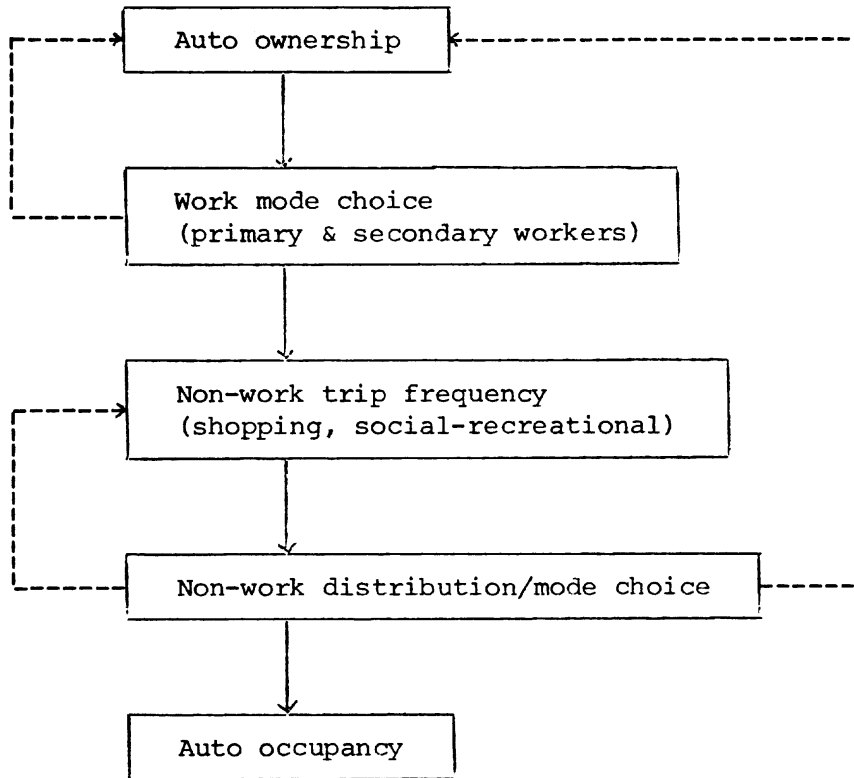 Auto ownership
Work mode choice
(primary & secondary workers)
Non-work trip frequency
(shopping, social-recreational)
Non-work distribution/mode choice
Auto occupancy